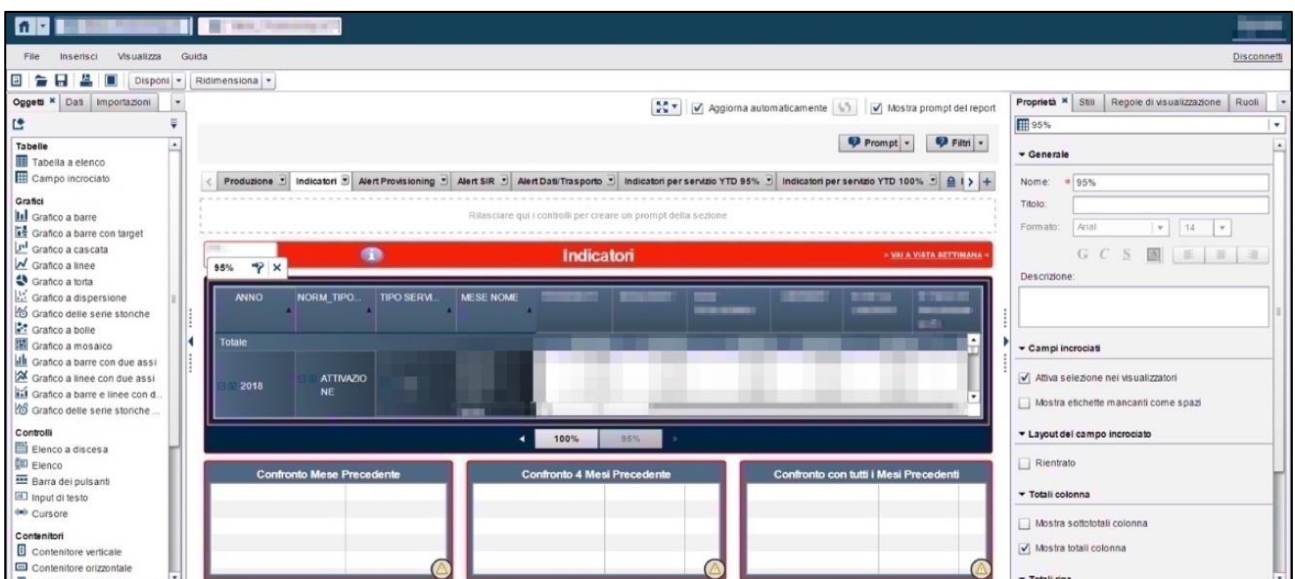 File Inserisci Visualizza Guida Disconnetti
Disponi Ridimensiona
Oggetti Dati Importazioni
Aggiorna automaticamente Mostra prompt del report
Proprietà Stili Regole di visualizzazione Ruoli
95%
Tabelle
Tabella a elenco
Campo incrociato
Grafici
Grafico a barre
Grafico a barre con target
Grafico a cascata
Grafico a linee
Grafico a torta
Grafico a dispersione
Grafico delle serie storiche
Grafico a bolle
Grafico a mosaico
Grafico a barre con due assi
Grafico a linee con due assi
Grafico a barre e linee con d...
Grafico delle serie storiche ...
Controlli
Elenco a discesa
Elenco
Barra dei pulsanti
Input di testo
Cursore
Contenitori
Contenitore verticale
Contenitore orizzontale
Prompt Filtri
Produzione Indicatori Alert Provisioning Alert SIR Alert Dati/Trasporto Indicatori per servizio YTD 95% Indicatori per servizio YTD 100%
Rilasciare qui i controlli per creare un prompt della sezione
Indicatori
> VAI A VISTA SETTIMANA <
95%
ANNO NORM_TIPO... TIPO SERVI... MESE NOME
Totale
2018 ATTIVAZIO
NE
100% 95%
Confronto Mese Precedente Confronto 4 Mesi Precedente Confronto con tutti i Mesi Precedenti
Generale
Nome: * 95%
Titolo:
Formato: Arial 14
G C S
Descrizione:
Campi incrociati
Attiva selezione nei visualizzatori
Mostra etichette mancanti come spazi
Layout del campo incrociato
Rientrato
Totali colonna
Mostra sottototali colonna
Mostra totali colonna
Totali riga